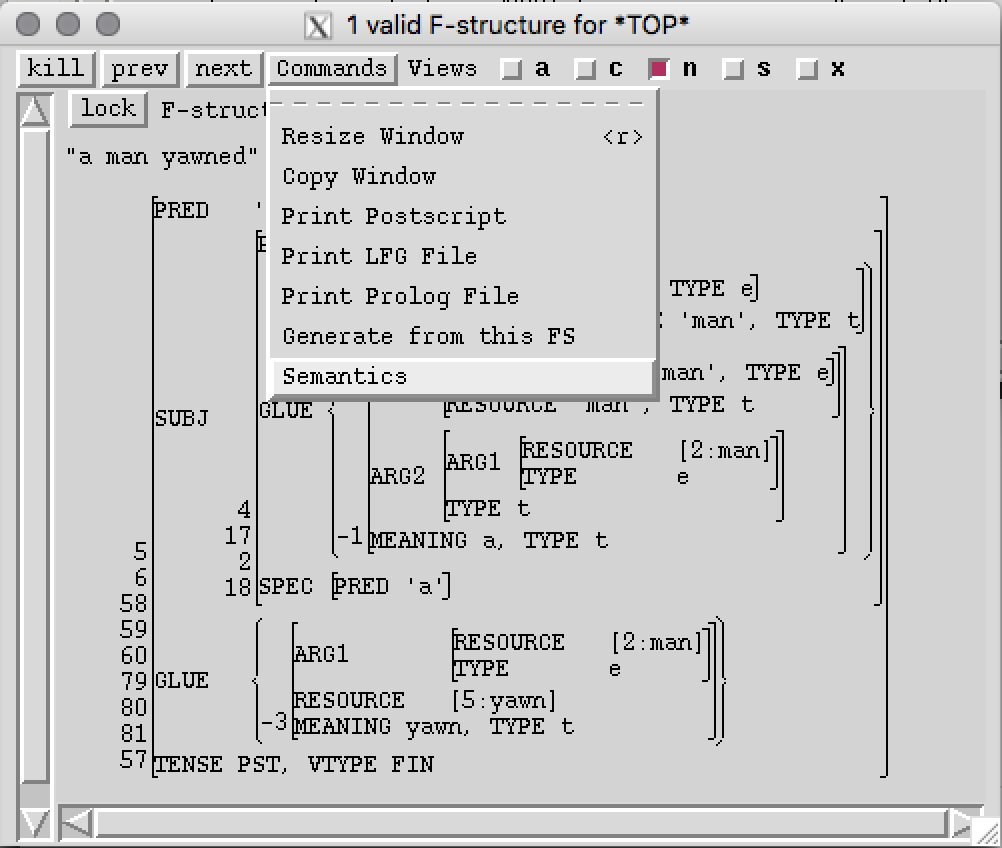 1 valid F-structure for *TOP*
kill prev next Commands Views a c n s x
lock F-struct
"a man yawned"
Resize Window <r>
Copy Window
Print Postscript
Print LFG File
Print Prolog File
Generate from this FS
Semantics
PRED '
TYPE e
'man', TYPE t
man', TYPE e
SUBJ GLUE RESOURCE 'man', TYPE t
ARG2 ARG1 RESOURCE [2:man]
TYPE e
TYPE t
4
17 -1 MEANING a, TYPE t
5 2
6 18 SPEC [PRED 'a']
58
59 ARG1 RESOURCE [2:man]
60 TYPE e
79 GLUE
80 RESOURCE [5:yawn]
81 -3 MEANING yawn, TYPE t
57 TENSE PST, VTYPE FIN